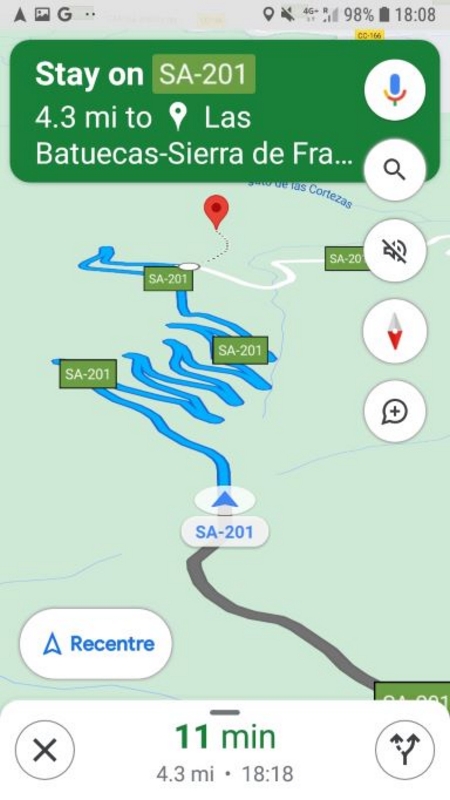 4G+
98%
18:08
CC-166
Stay on SA-201
4.3 mi to Las
Batuecas-Sierra de Fra...
de las Cortezas
SA-201
SA-20
SA-201
SA-201
SA-201
Recentre
SA-201
11 min
4.3 mi • 18:18